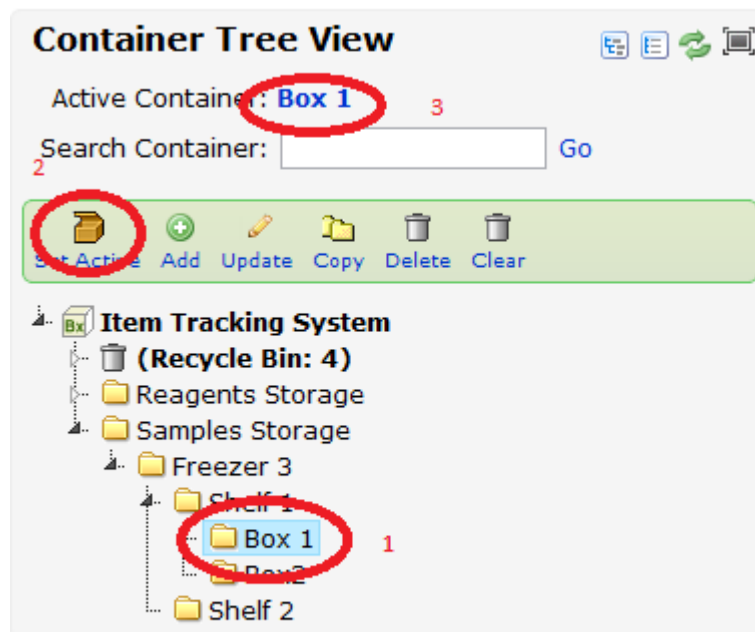 Container Tree View
Active Container: Box 1
3
Search Container: Go
2
Set Active Add Update Copy Delete Clear
Bx Item Tracking System
(Recycle Bin: 4)
Reagents Storage
Samples Storage
Freezer 3
Shelf 1
Box 1
1
Box2
Shelf 2